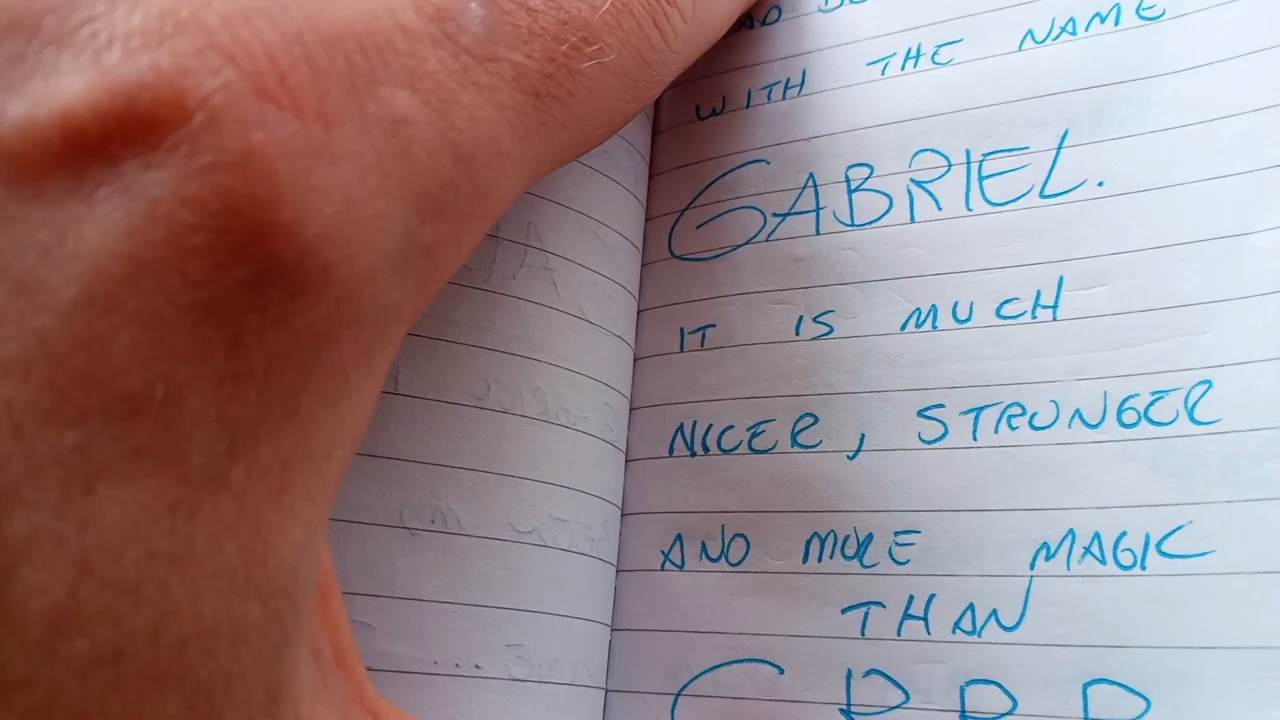 WITH THE NAME
GABRIEL.
IT IS MUCH
NICER, STRONGER
AND MORE MAGIC
THAN